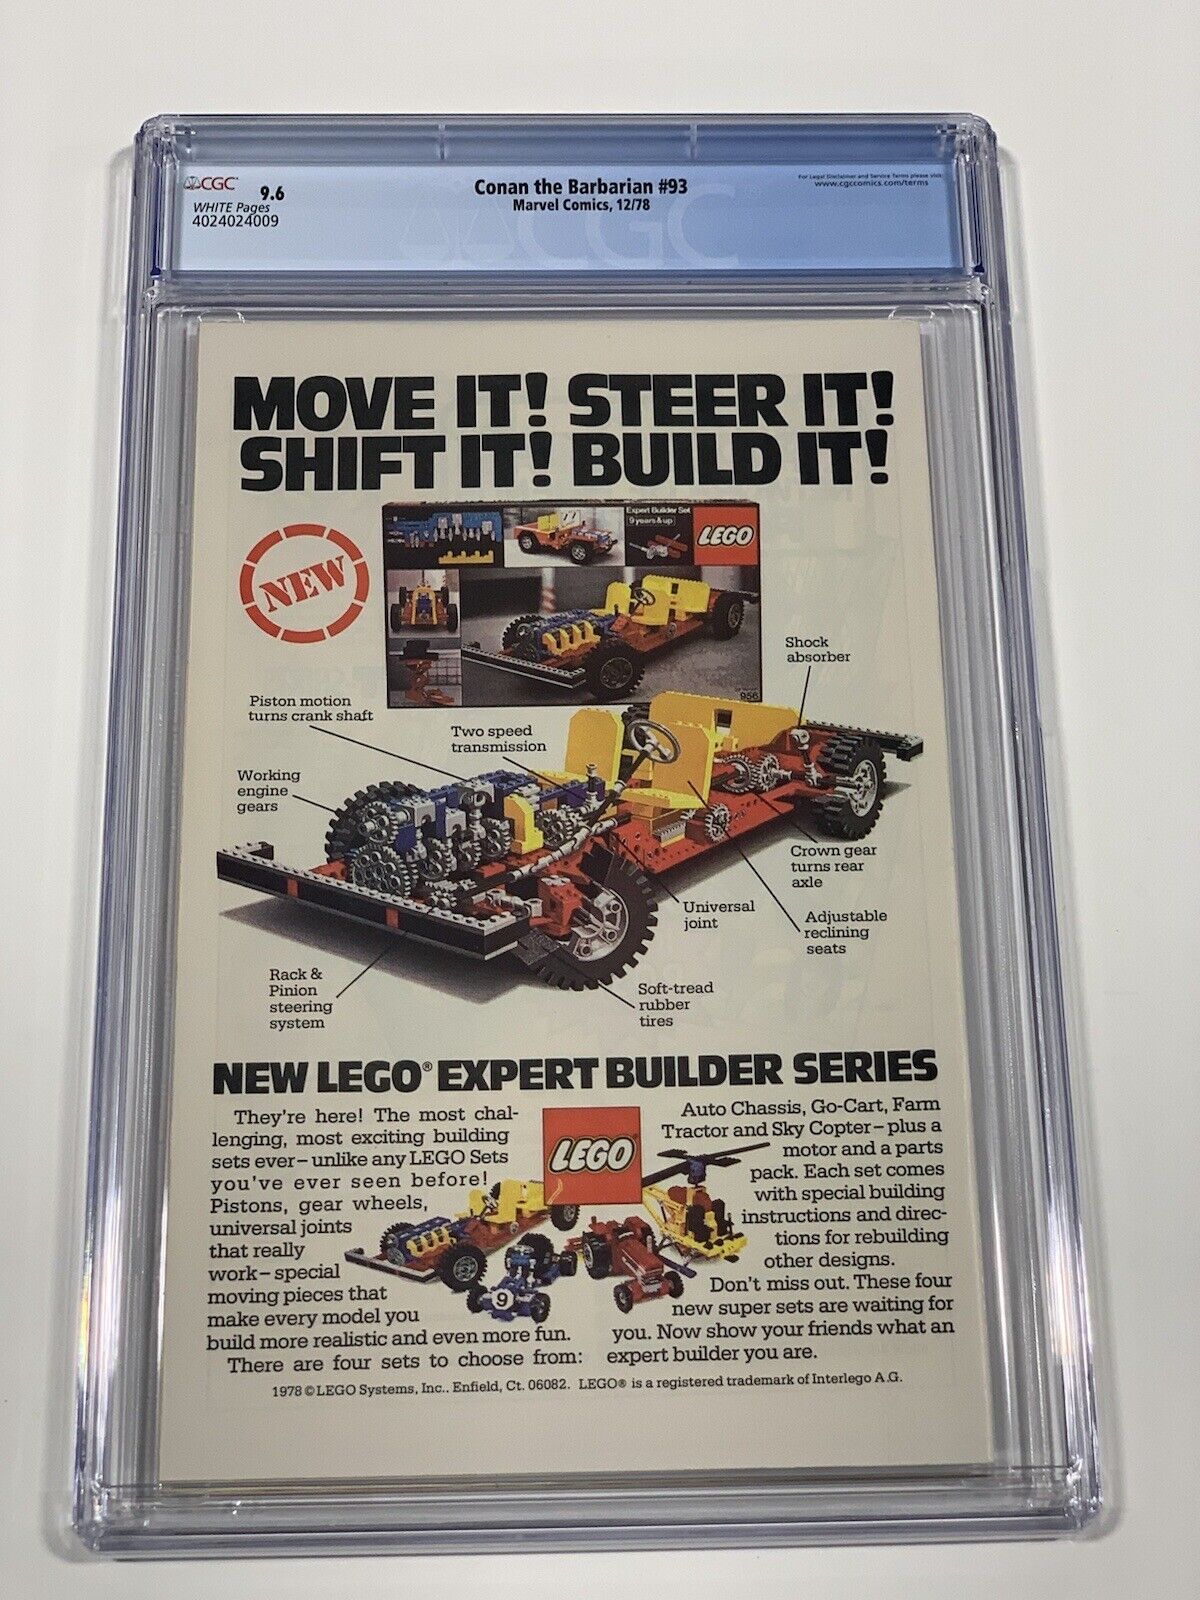 CGC
9.6
WHITE Pages
4024024009
Conan the Barbarian #93
Marvel Comics, 12/78
For Legal Disclaimer and Service Terms please visit:
www.cgccomics.com/terms
CGC
MOVE IT! STEER IT!
SHIFT IT! BUILD IT!
NEW
Expert Builder Set
9 years & up
LEGO
956
Shock
absorber
Piston motion
turns crank shaft
Two speed
transmission
Working
engine
gears
Crown gear
turns rear
axle
Universal
joint
Adjustable
reclining
seats
Rack &
Pinion
steering
system
Soft-tread
rubber
tires
NEW LEGO® EXPERT BUILDER SERIES
They're here! The most chal-
lenging, most exciting building
sets ever–unlike any LEGO Sets
you've ever seen before!
Pistons, gear wheels,
universal joints
that really
work–special
moving pieces that
make every model you
build more realistic and even more fun.
There are four sets to choose from:
LEGO
9
Auto Chassis, Go-Cart, Farm
Tractor and Sky Copter–plus a
motor and a parts
pack. Each set comes
with special building
instructions and direc-
tions for rebuilding
other designs.
Don't miss out. These four
new super sets are waiting for
you. Now show your friends what an
expert builder you are.
1978 © LEGO Systems, Inc.. Enfield, Ct. 06082. LEGO® is a registered trademark of Interlego A.G.